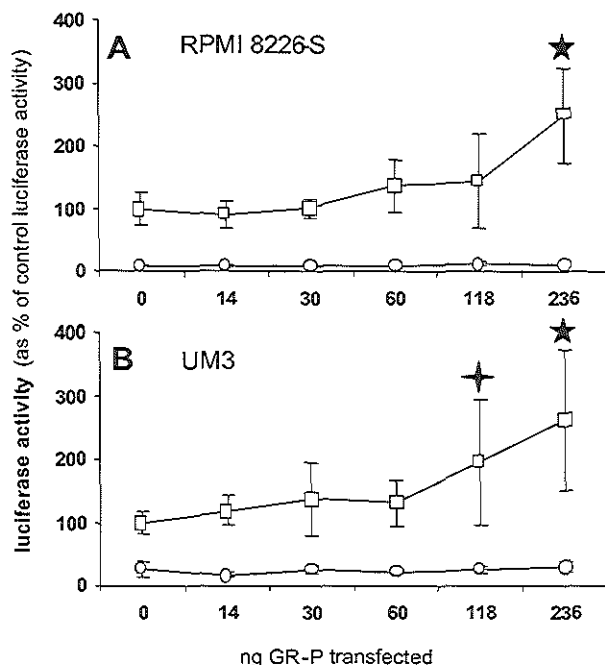 luciferase activity (as % of control luciferase activity)
A RPMI 8226-S
400
300
200
100
0
0 14 30 60 118 236
B UM3
400
300
200
100
0
0 14 30 60 118 236
ng GR-P transfected